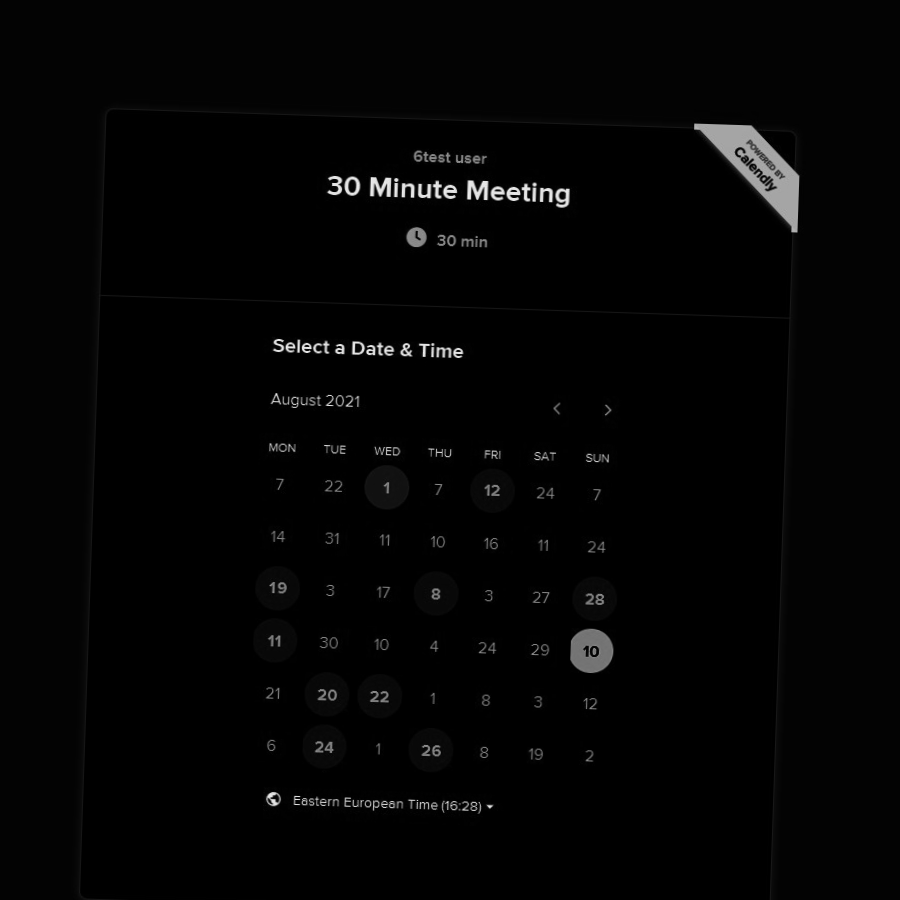 POWERED BY
Calendly
6test user
30 Minute Meeting
30 min
Select a Date & Time
August 2021
MON TUE WED THU FRI SAT SUN
7 22 1 7 12 24 7
14 31 11 10 16 11 24
19 3 17 8 3 27 28
11 30 10 4 24 29 10
21 20 22 1 8 3 12
6 24 1 26 8 19 2
Eastern European Time (16:28)